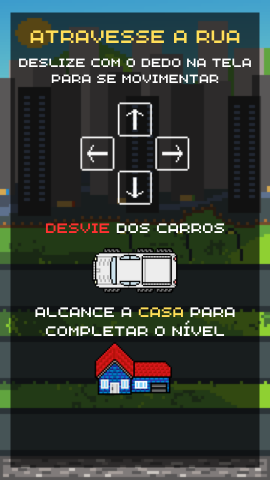 ATRAVESSE A RUA
DESLIZE COM O DEDO NA TELA
PARA SE MOVIMENTAR
DESVIE DOS CARROS
ALCANCE A CASA PARA
COMPLETAR O NÍVEL